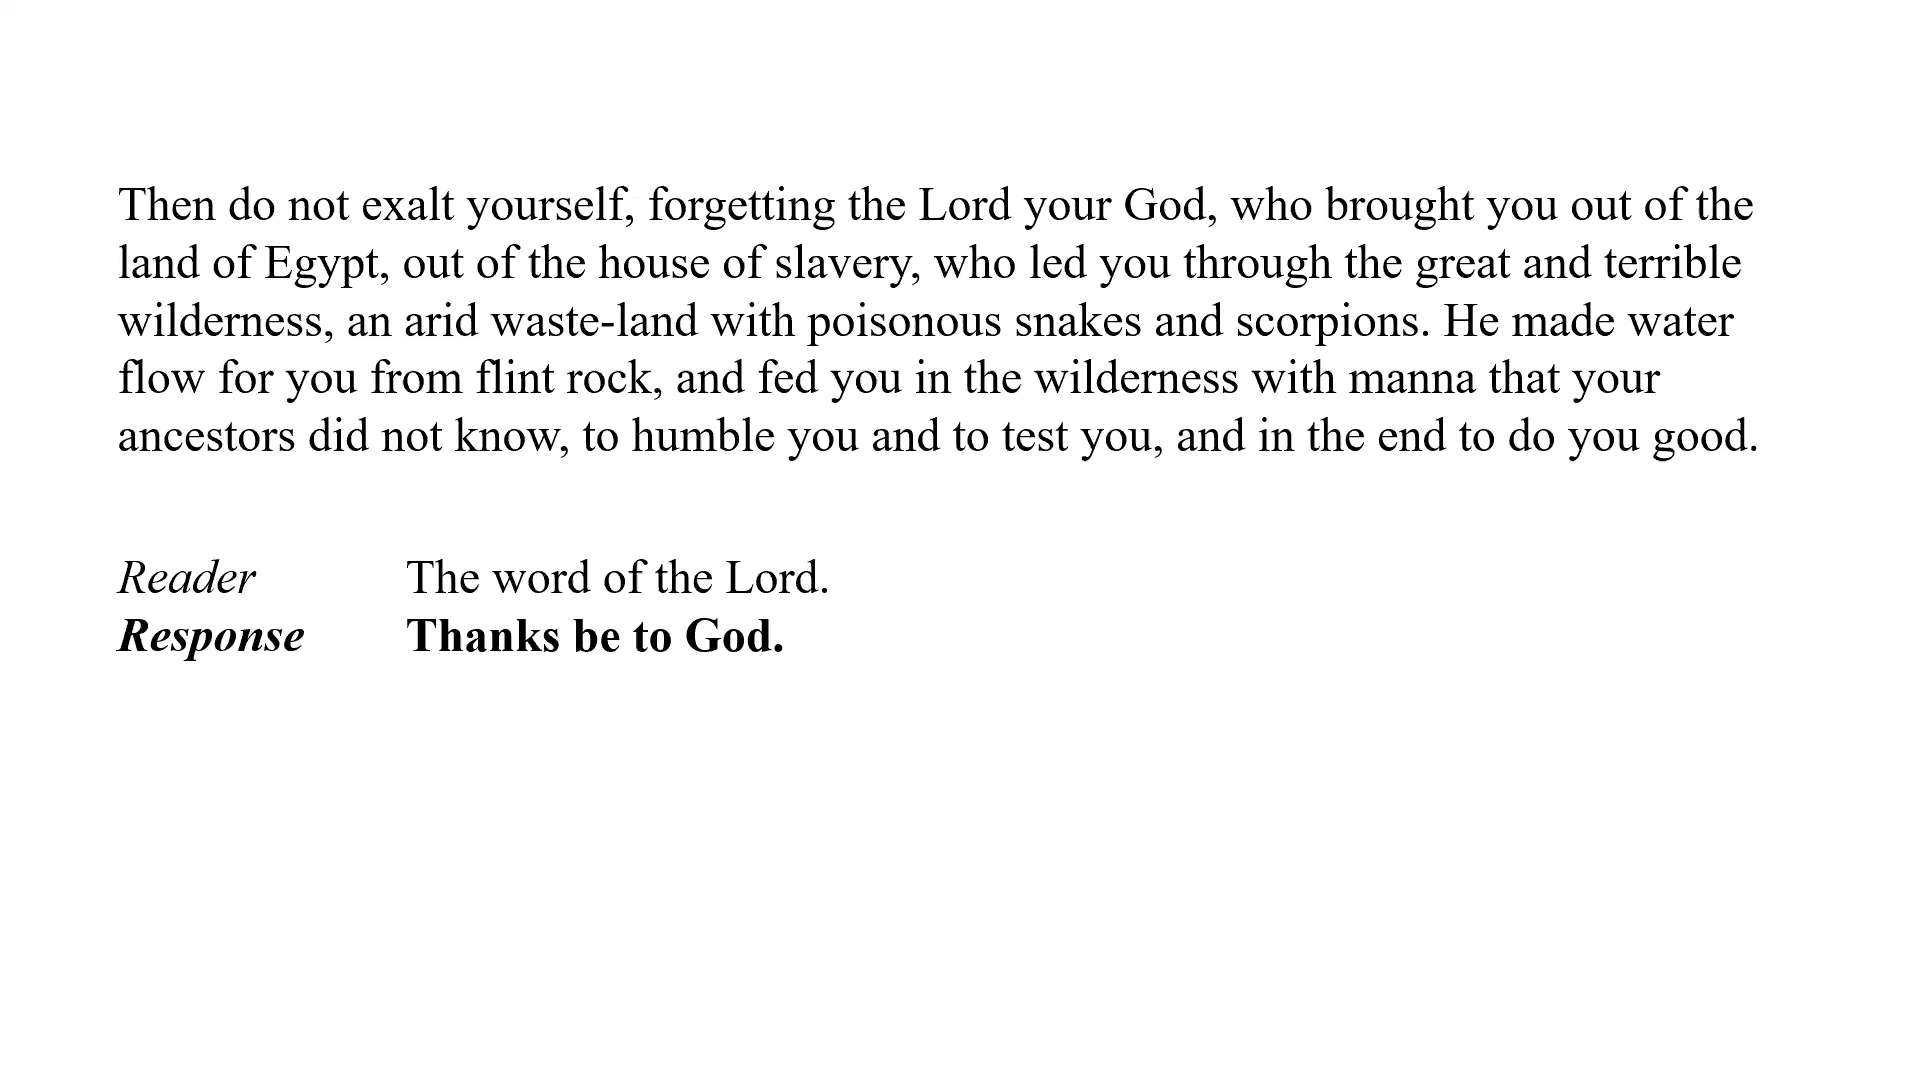 Then do not exalt yourself, forgetting the Lord your God, who brought you out of the
land of Egypt, out of the house of slavery, who led you through the great and terrible
wilderness, an arid waste-land with poisonous snakes and scorpions. He made water
flow for you from flint rock, and fed you in the wilderness with manna that your
ancestors did not know, to humble you and to test you, and in the end to do you good.
Reader The word of the Lord.
Response Thanks be to God.